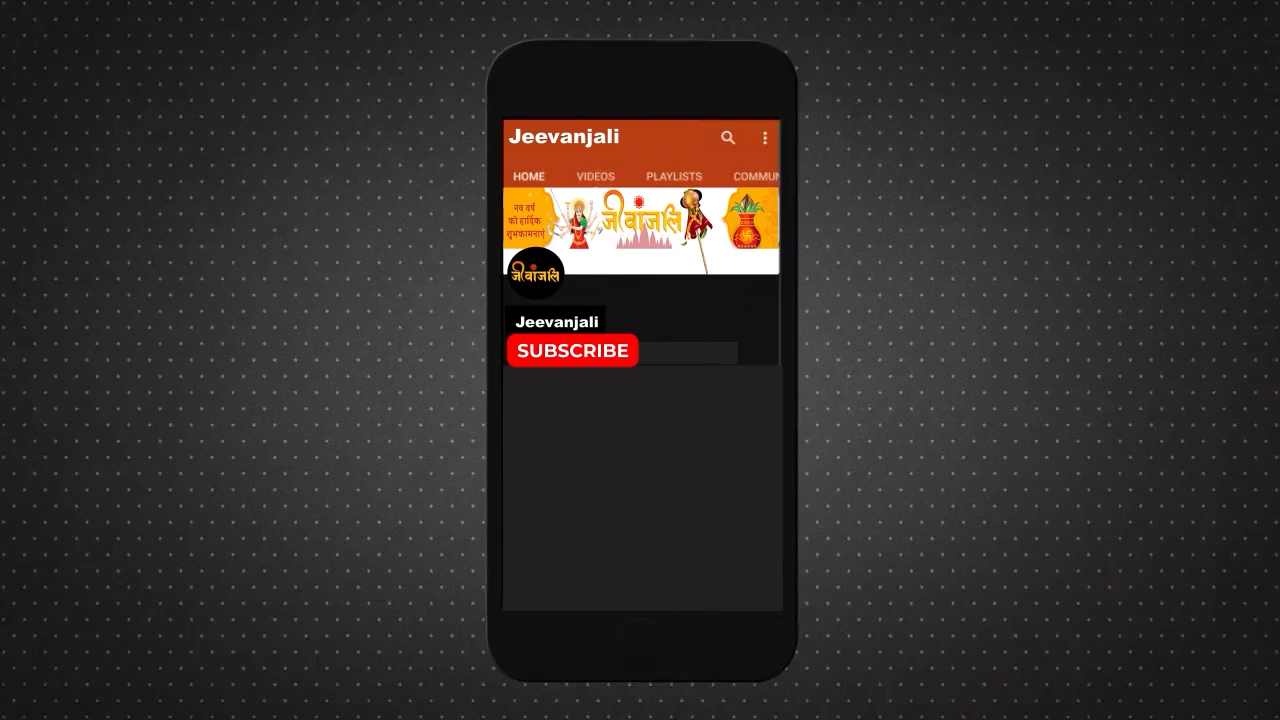 Jeevanjali
HOME VIDEOS PLAYLISTS COMMUN
नव वर्ष
की हार्दिक
शुभकामनाएं
जीवांजलि
जीवांजलि
Jeevanjali
SUBSCRIBE